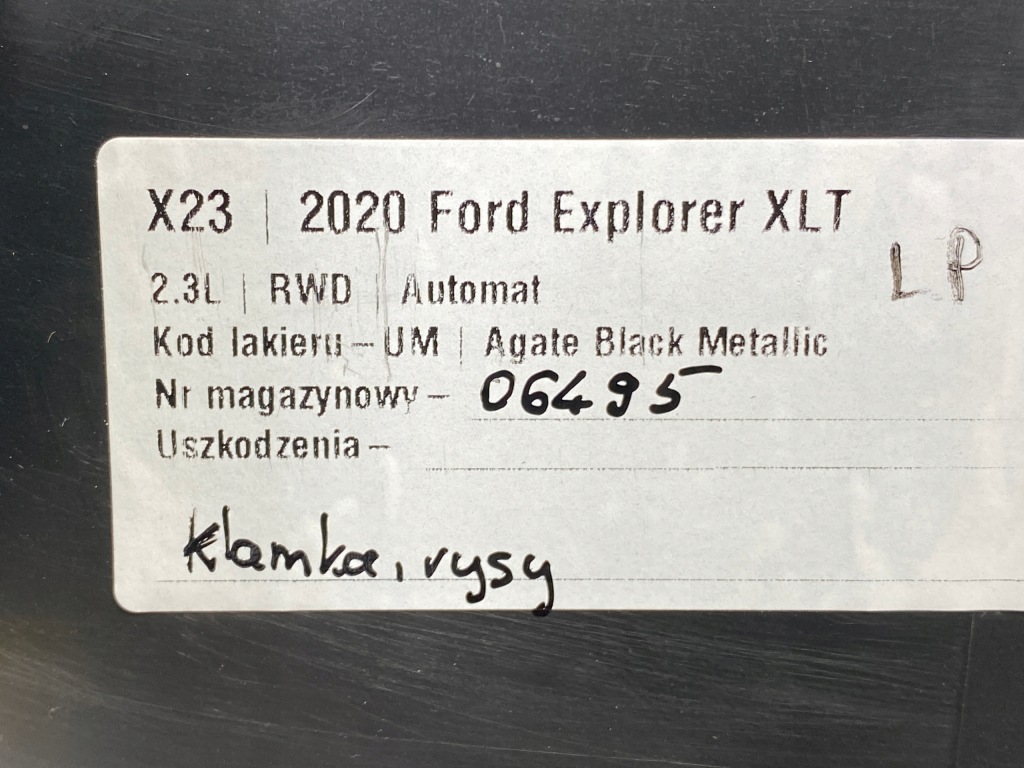 X23 | 2020 Ford Explorer XLT
LP
2.3L | RWD | Automat
Kod lakieru – UM | Agate Black Metallic
Nr magazynowy – 06495
Uszkodzenia –
klamka, rysy